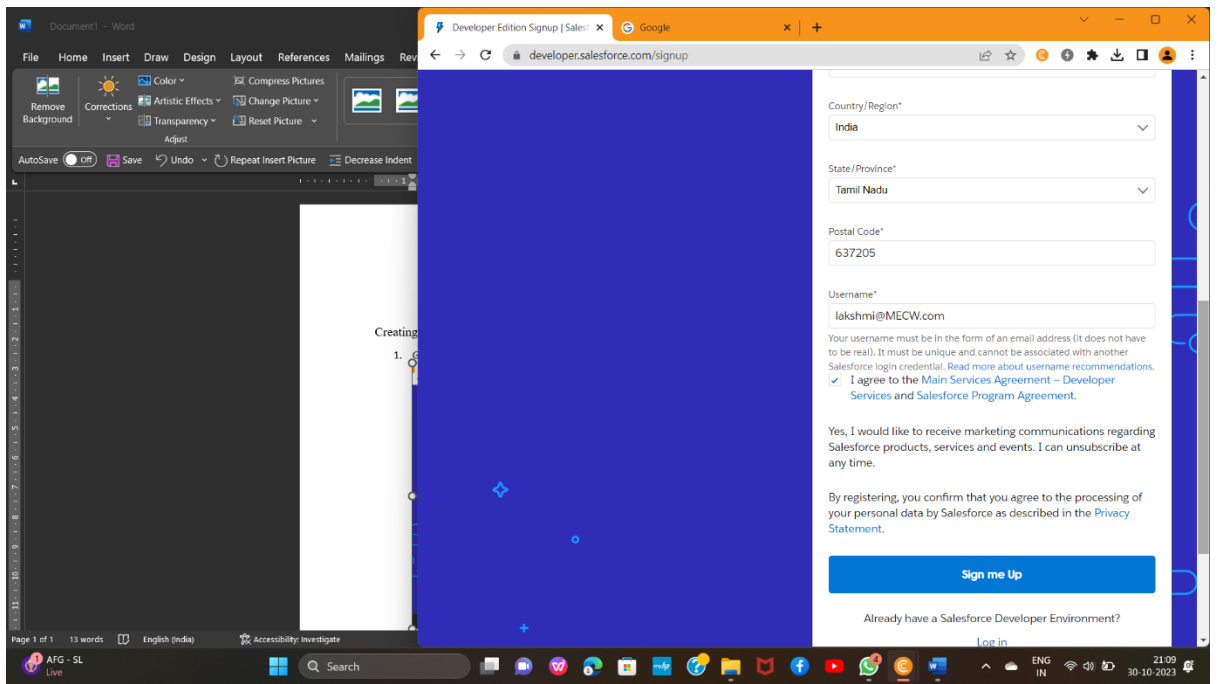 Document1 - Word
File Home Insert Draw Design Layout References Mailings Rev
Remove Background
Corrections
Color
Artistic Effects
Transparency
Compress Pictures
Change Picture
Reset Picture
Adjust
AutoSave Off Save Undo Repeat Insert Picture Decrease Indent
Creating
1.
Page 1 of 1 13 words English (India) Accessibility: Investigate
Developer Edition Signup | Sales
Google
developer.salesforce.com/signup
Country/Region*
India
State/Province*
Tamil Nadu
Postal Code*
637205
Username*
lakshmi@MECW.com
Your username must be in the form of an email address (it does not have
to be real). It must be unique and cannot be associated with another
Salesforce login credential. Read more about username recommendations.
I agree to the Main Services Agreement – Developer
Services and Salesforce Program Agreement.
Yes, I would like to receive marketing communications regarding
Salesforce products, services and events. I can unsubscribe at
any time.
By registering, you confirm that you agree to the processing of
your personal data by Salesforce as described in the Privacy
Statement.
Sign me Up
Already have a Salesforce Developer Environment?
Log in
AFG - SL
Live
Search
ENG
IN
21:09
30-10-2023